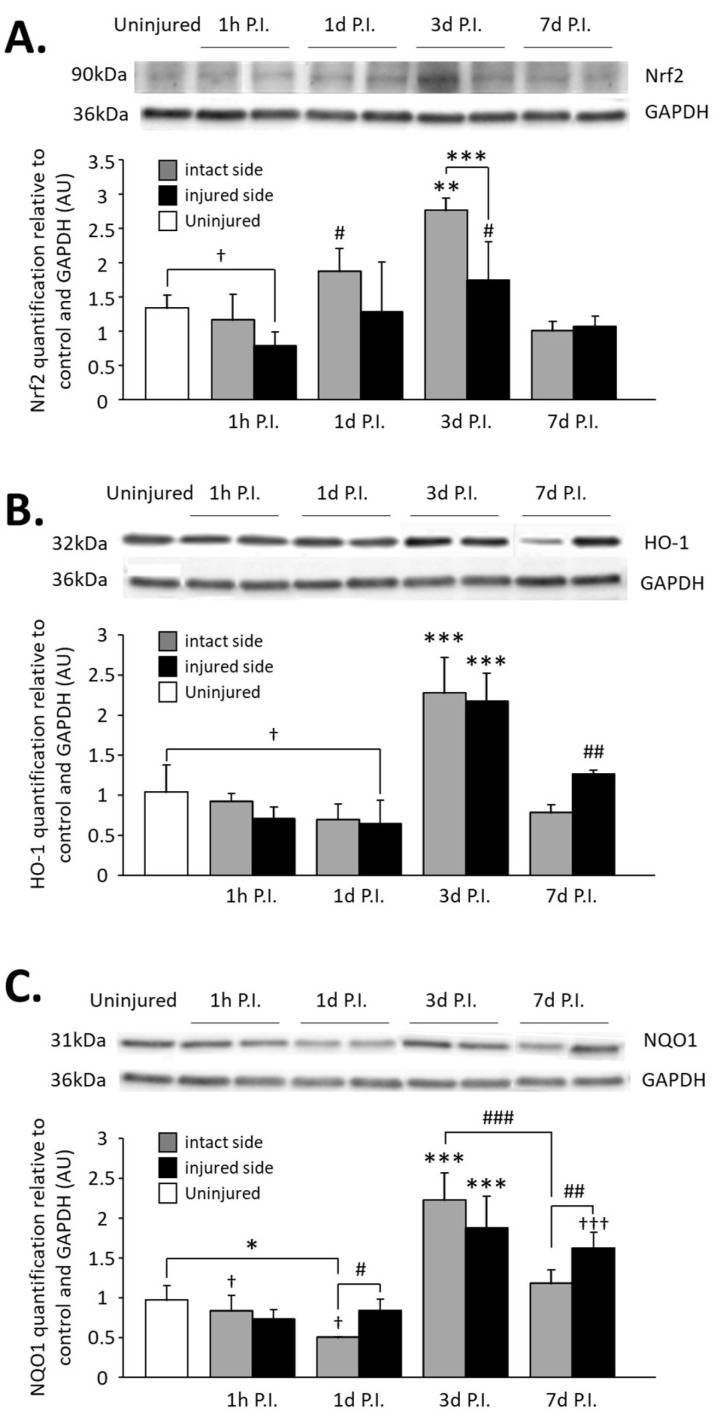 A.
Uninjured 1h P.I. 1d P.I. 3d P.I. 7d P.I.
90kDa Nrf2
36kDa GAPDH
Nrf2 quantification relative to
control and GAPDH (AU)
3.5
3
2.5
2
1.5
1
0.5
0
intact side
injured side
Uninjured
†
#
**
***
#
1h P.I. 1d P.I. 3d P.I. 7d P.I.
B.
Uninjured 1h P.I. 1d P.I. 3d P.I. 7d P.I.
32kDa HO-1
36kDa GAPDH
HO-1 quantification relative to
control and GAPDH (AU)
3
2.5
2
1.5
1
0.5
0
intact side
injured side
Uninjured
†
***
***
##
1h P.I. 1d P.I. 3d P.I. 7d P.I.
C.
Uninjured 1h P.I. 1d P.I. 3d P.I. 7d P.I.
31kDa NQO1
36kDa GAPDH
NQO1 quantification relative to
control and GAPDH (AU)
3
2.5
2
1.5
1
0.5
0
intact side
injured side
Uninjured
###
***
***
##
†††
*
#
†
†
1h P.I. 1d P.I. 3d P.I. 7d P.I.